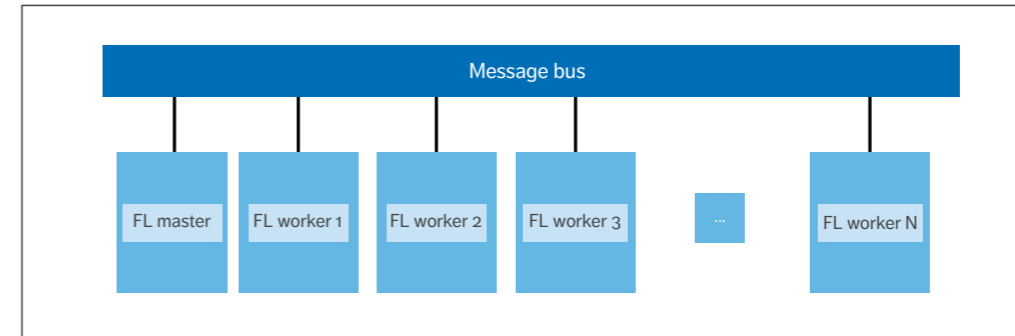 Message bus
FL master
FL worker 1
FL worker 2
FL worker 3
...
FL worker N